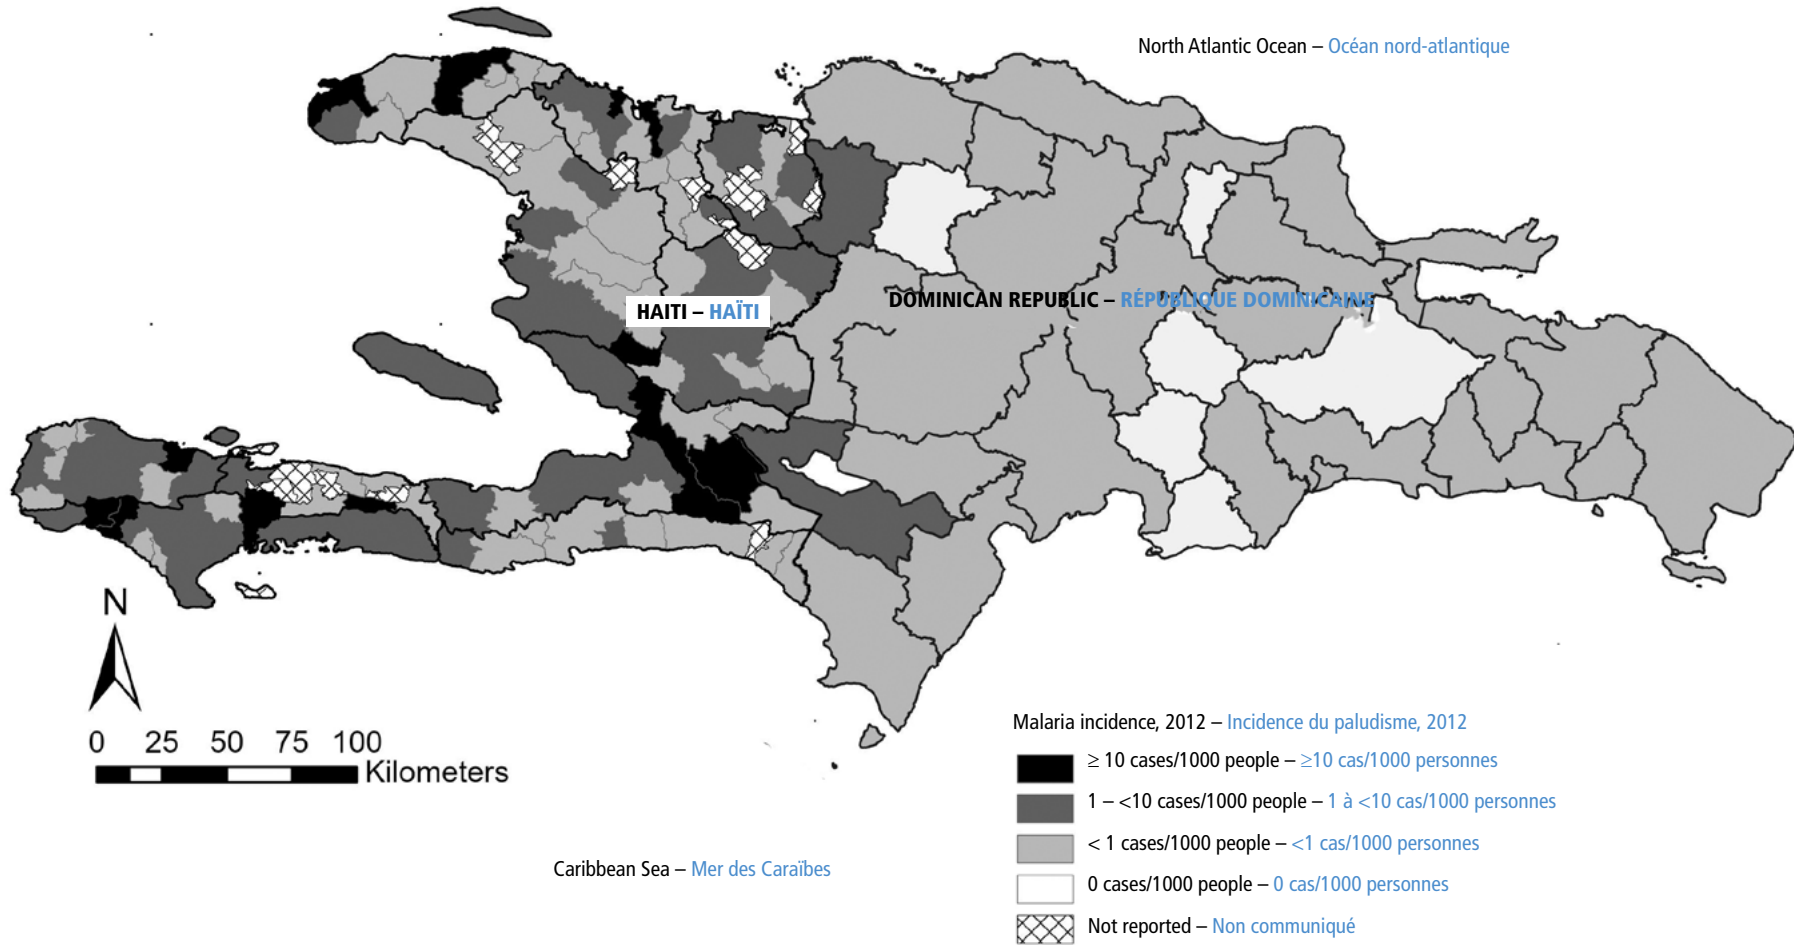 North Atlantic Ocean – Océan nord-atlantique
DOMINICAN REPUBLIC – RÉPUBLIQUE DOMINICAINE
HAITI – HAÏTI
N
0 25 50 75 100
Kilometers
Malaria incidence, 2012 – Incidence du paludisme, 2012
≥ 10 cases/1000 people – ≥10 cas/1000 personnes
1 – <10 cases/1000 people – 1 à <10 cas/1000 personnes
< 1 cases/1000 people – <1 cas/1000 personnes
0 cases/1000 people – 0 cas/1000 personnes
Not reported – Non communiqué
Caribbean Sea – Mer des Caraïbes